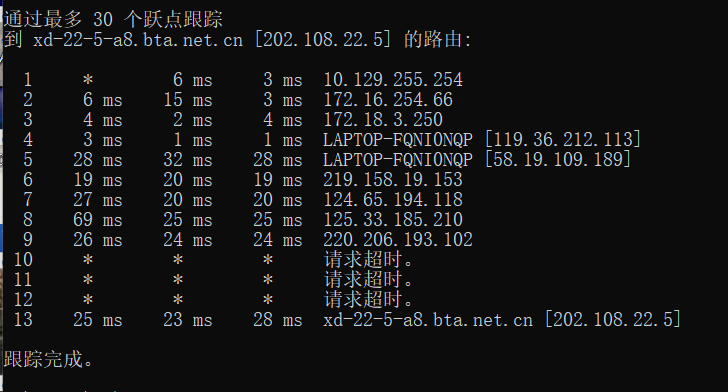 通过最多 30 个跃点跟踪
到 xd-22-5-a8.bta.net.cn [202.108.22.5] 的路由:
1 * 6 ms 3 ms 10.129.255.254
2 6 ms 15 ms 3 ms 172.16.254.66
3 4 ms 2 ms 4 ms 172.18.3.250
4 3 ms 1 ms 1 ms LAPTOP-FQNIONQP [119.36.212.113]
5 28 ms 32 ms 28 ms LAPTOP-FQNIONQP [58.19.109.189]
6 19 ms 20 ms 19 ms 219.158.19.153
7 27 ms 20 ms 20 ms 124.65.194.118
8 69 ms 25 ms 25 ms 125.33.185.210
9 26 ms 24 ms 24 ms 220.206.193.102
10 * * * 请求超时。
11 * * * 请求超时。
12 * * * 请求超时。
13 25 ms 23 ms 28 ms xd-22-5-a8.bta.net.cn [202.108.22.5]
跟踪完成。